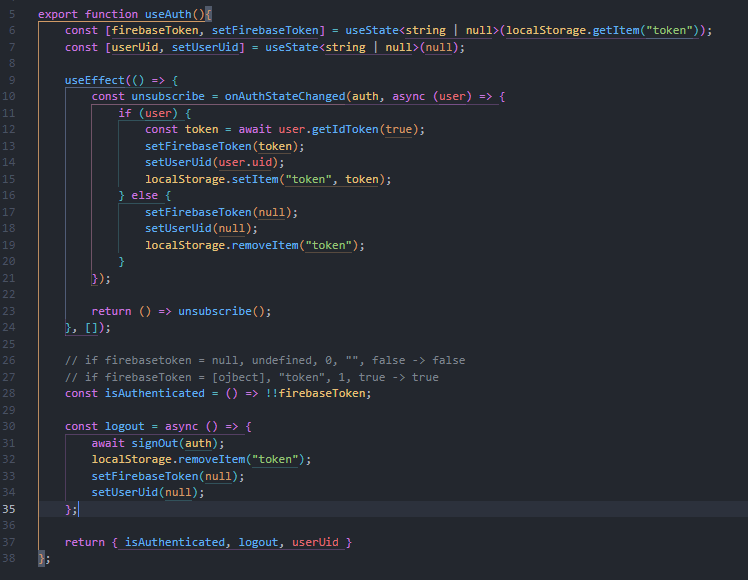 5 export function useAuth(){
6 const [firebaseToken, setFirebaseToken] = useState<string | null>(localStorage.getItem("token"));
7 const [userUid, setUserUid] = useState<string | null>(null);
8
9 useEffect(() => {
10 const unsubscribe = onAuthStateChanged(auth, async (user) => {
11 if (user) {
12 const token = await user.getIdToken(true);
13 setFirebaseToken(token);
14 setUserUid(user.uid);
15 localStorage.setItem("token", token);
16 } else {
17 setFirebaseToken(null);
18 setUserUid(null);
19 localStorage.removeItem("token");
20 }
21 });
22
23 return () => unsubscribe();
24 }, []);
25
26 // if firebasetoken = null, undefined, 0, "", false -> false
27 // if firebaseToken = [ojbect], "token", 1, true -> true
28 const isAuthenticated = () => !!firebaseToken;
29
30 const logout = async () => {
31 await signOut(auth);
32 localStorage.removeItem("token");
33 setFirebaseToken(null);
34 setUserUid(null);
35 };
36
37 return { isAuthenticated, logout, userUid }
38 };